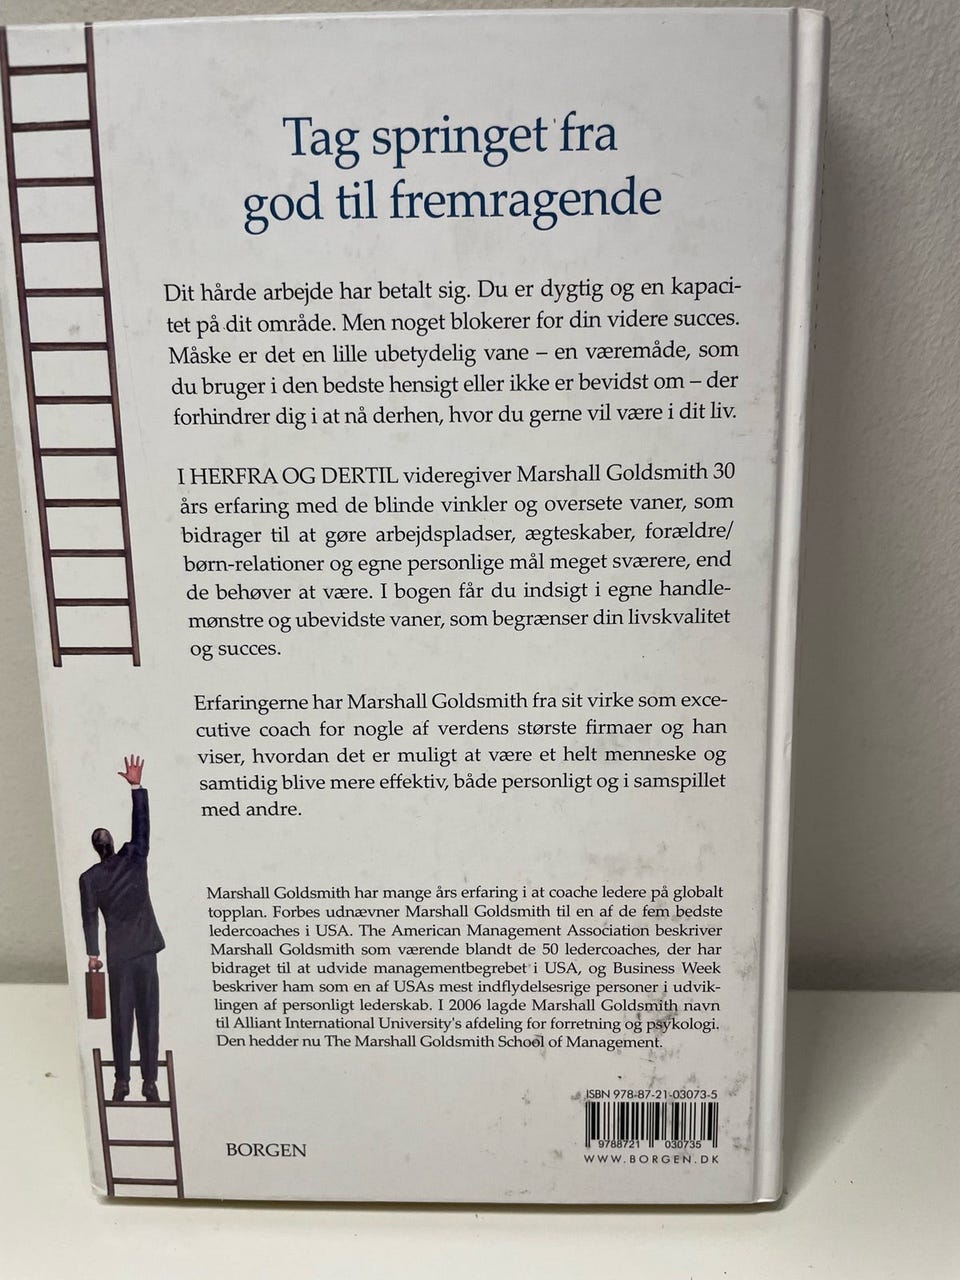 Tag springet fra
god til fremragende
Dit hårde arbejde har betalt sig. Du er dygtig og en kapaci-
tet på dit område. Men noget blokerer for din videre succes.
Måske er det en lille ubetydelig vane – en væremåde, som
du bruger i den bedste hensigt eller ikke er bevidst om – der
forhindrer dig i at nå derhen, hvor du gerne vil være i dit liv.
I HERFRA OG DERTIL videregiver Marshall Goldsmith 30
års erfaring med de blinde vinkler og oversete vaner, som
bidrager til at gøre arbejdspladser, ægteskaber, forældre/
børn-relationer og egne personlige mål meget sværere, end
de behøver at være. I bogen får du indsigt i egne handle-
mønstre og ubevidste vaner, som begrænser din livskvalitet
og succes.
Erfaringerne har Marshall Goldsmith fra sit virke som exce-
cutive coach for nogle af verdens største firmaer og han
viser, hvordan det er muligt at være et helt menneske og
samtidig blive mere effektiv, både personligt og i samspillet
med andre.
Marshall Goldsmith har mange års erfaring i at coache ledere på globalt
topplan. Forbes udnævner Marshall Goldsmith til en af de fem bedste
ledercoaches i USA. The American Management Association beskriver
Marshall Goldsmith som værende blandt de 50 ledercoaches, der har
bidraget til at udvide managementbegrebet i USA, og Business Week
beskriver ham som en af USAs mest indflydelsesrige personer i udvik-
lingen af personligt lederskab. I 2006 lagde Marshall Goldsmith navn
til Alliant International University's afdeling for forretning og psykologi.
Den hedder nu The Marshall Goldsmith School of Management.
ISBN 978-87-21-03073-5
9788721 030735
WWW.BORGEN.DK
BORGEN